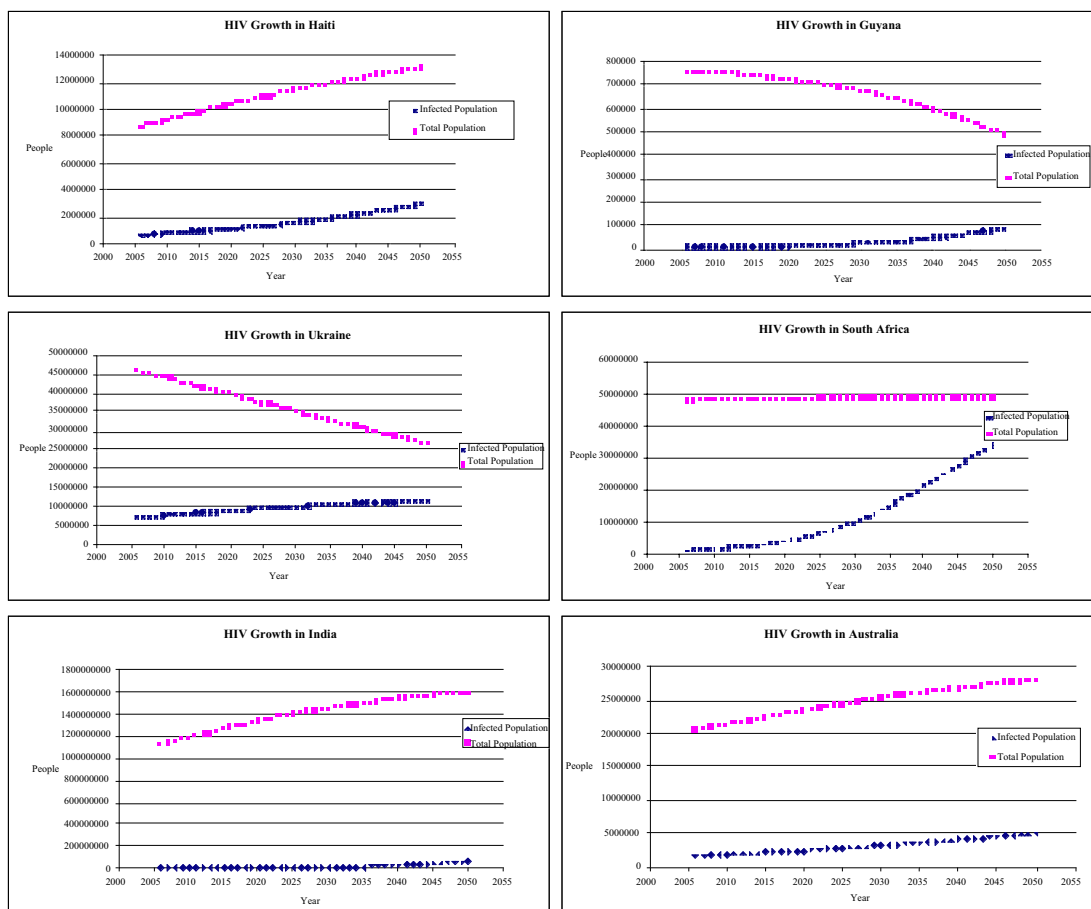 HIV Growth in Haiti
14000000
12000000
10000000
8000000
6000000
4000000
2000000
0
People
2000 2005 2010 2015 2020 2025 2030 2035 2040 2045 2050 2055
Year
Infected Population
Total Population
HIV Growth in Guyana
800000
700000
600000
500000
400000
300000
200000
100000
0
People
2000 2005 2010 2015 2020 2025 2030 2035 2040 2045 2050 2055
Year
Infected Population
Total Population
HIV Growth in Ukraine
50000000
45000000
40000000
35000000
30000000
25000000
20000000
15000000
10000000
5000000
0
People
2000 2005 2010 2015 2020 2025 2030 2035 2040 2045 2050 2055
Year
Infected Population
Total Population
HIV Growth in South Africa
60000000
50000000
40000000
30000000
20000000
10000000
0
People
2000 2005 2010 2015 2020 2025 2030 2035 2040 2045 2050 2055
Year
Infected Population
Total Population
HIV Growth in India
1800000000
1600000000
1400000000
1200000000
1000000000
800000000
600000000
400000000
200000000
0
People
2000 2005 2010 2015 2020 2025 2030 2035 2040 2045 2050 2055
Year
Infected Population
Total Population
HIV Growth in Australia
30000000
25000000
20000000
15000000
10000000
5000000
0
People
2000 2005 2010 2015 2020 2025 2030 2035 2040 2045 2050 2055
Year
Infected Population
Total Population